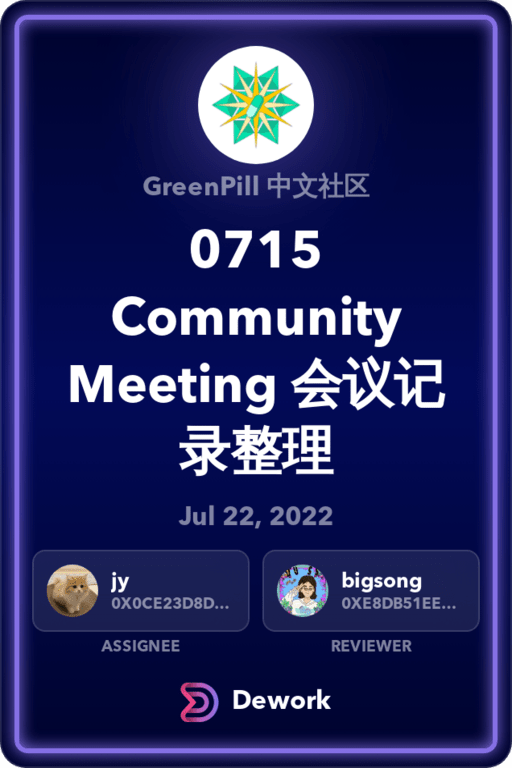 GreenPill 中文社区
0715
Community
Meeting 会议记
录整理
Jul 22, 2022
jy
0X0CE23D8D...
ASSIGNEE
bigsong
0XE8DB51EE...
REVIEWER
Dework